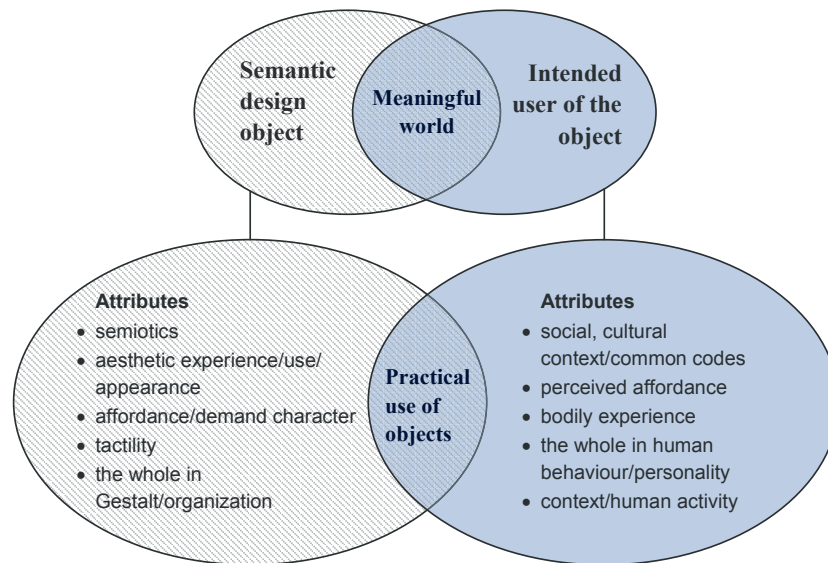 Semantic
design
object
Meaningful
world
Intended
user of the
object
Attributes
• semiotics
• aesthetic experience/use/
appearance
• affordance/demand character
• tactility
• the whole in
Gestalt/organization
Practical
use of
objects
Attributes
• social, cultural
context/common codes
• perceived affordance
• bodily experience
• the whole in human
behaviour/personality
• context/human activity